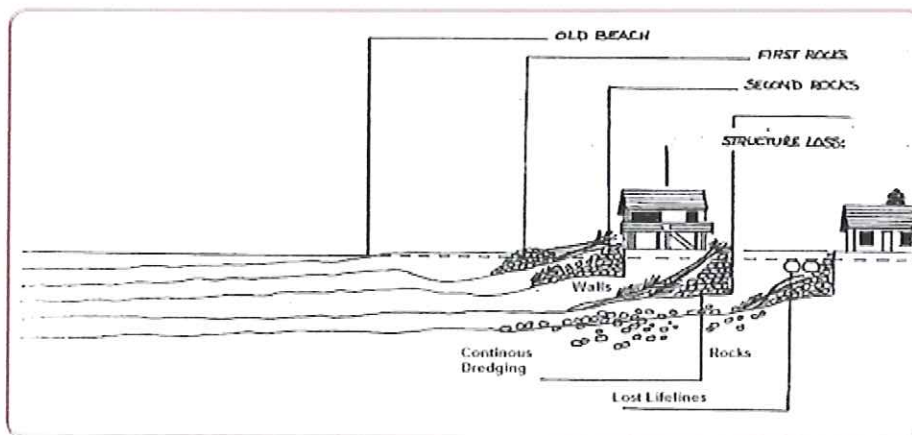 OLD BEACH
FIRST ROCKS
SECOND ROCKS
STRUCTURE LOSS:
Walls
Continous
Dredging
Rocks
Lost Lifelines